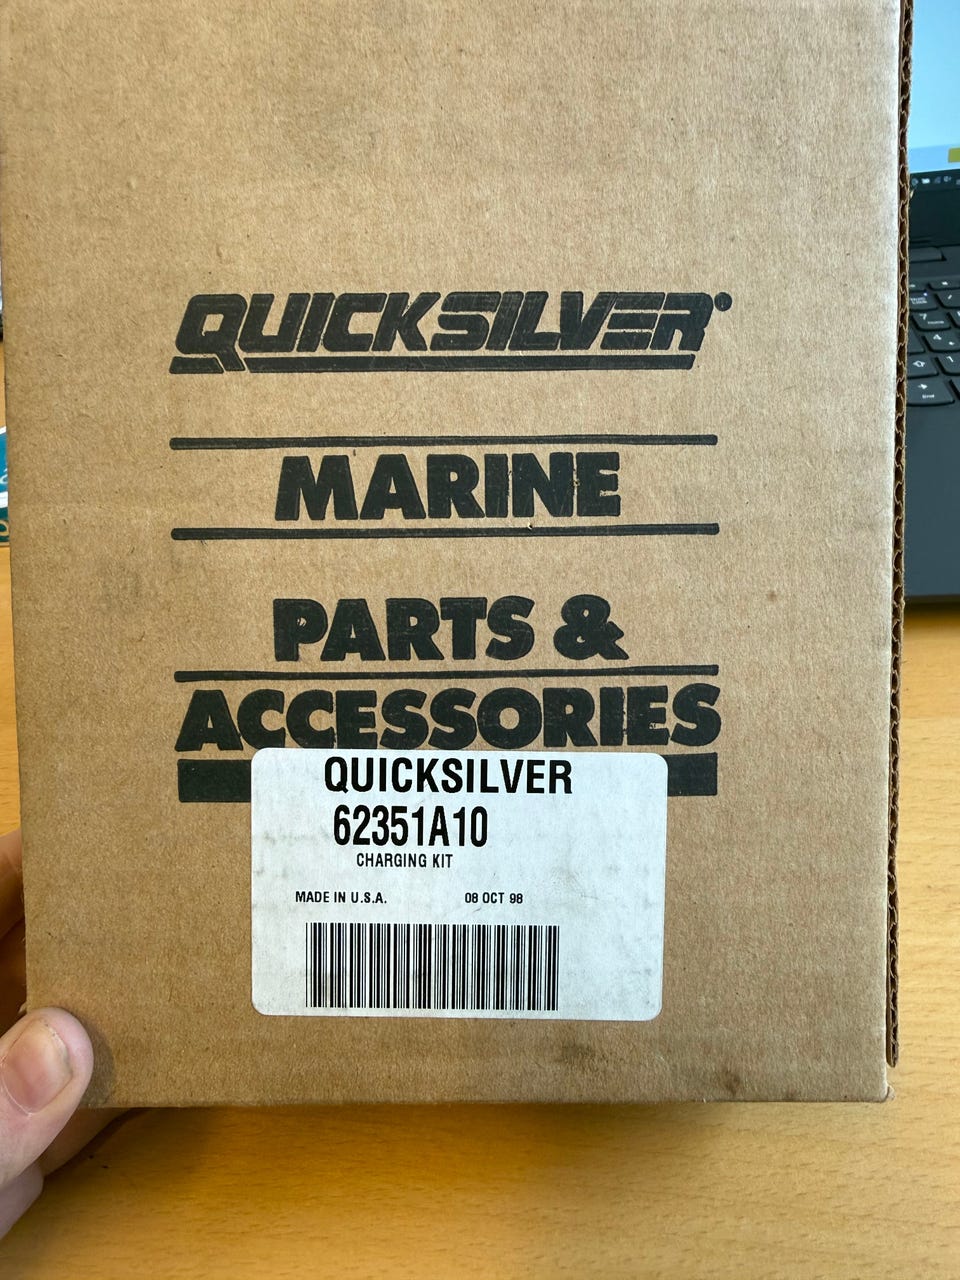 QUICKSILVER®
MARINE
PARTS &
ACCESSORIES
QUICKSILVER
62351A10
CHARGING KIT
MADE IN U.S.A. 08 OCT 98